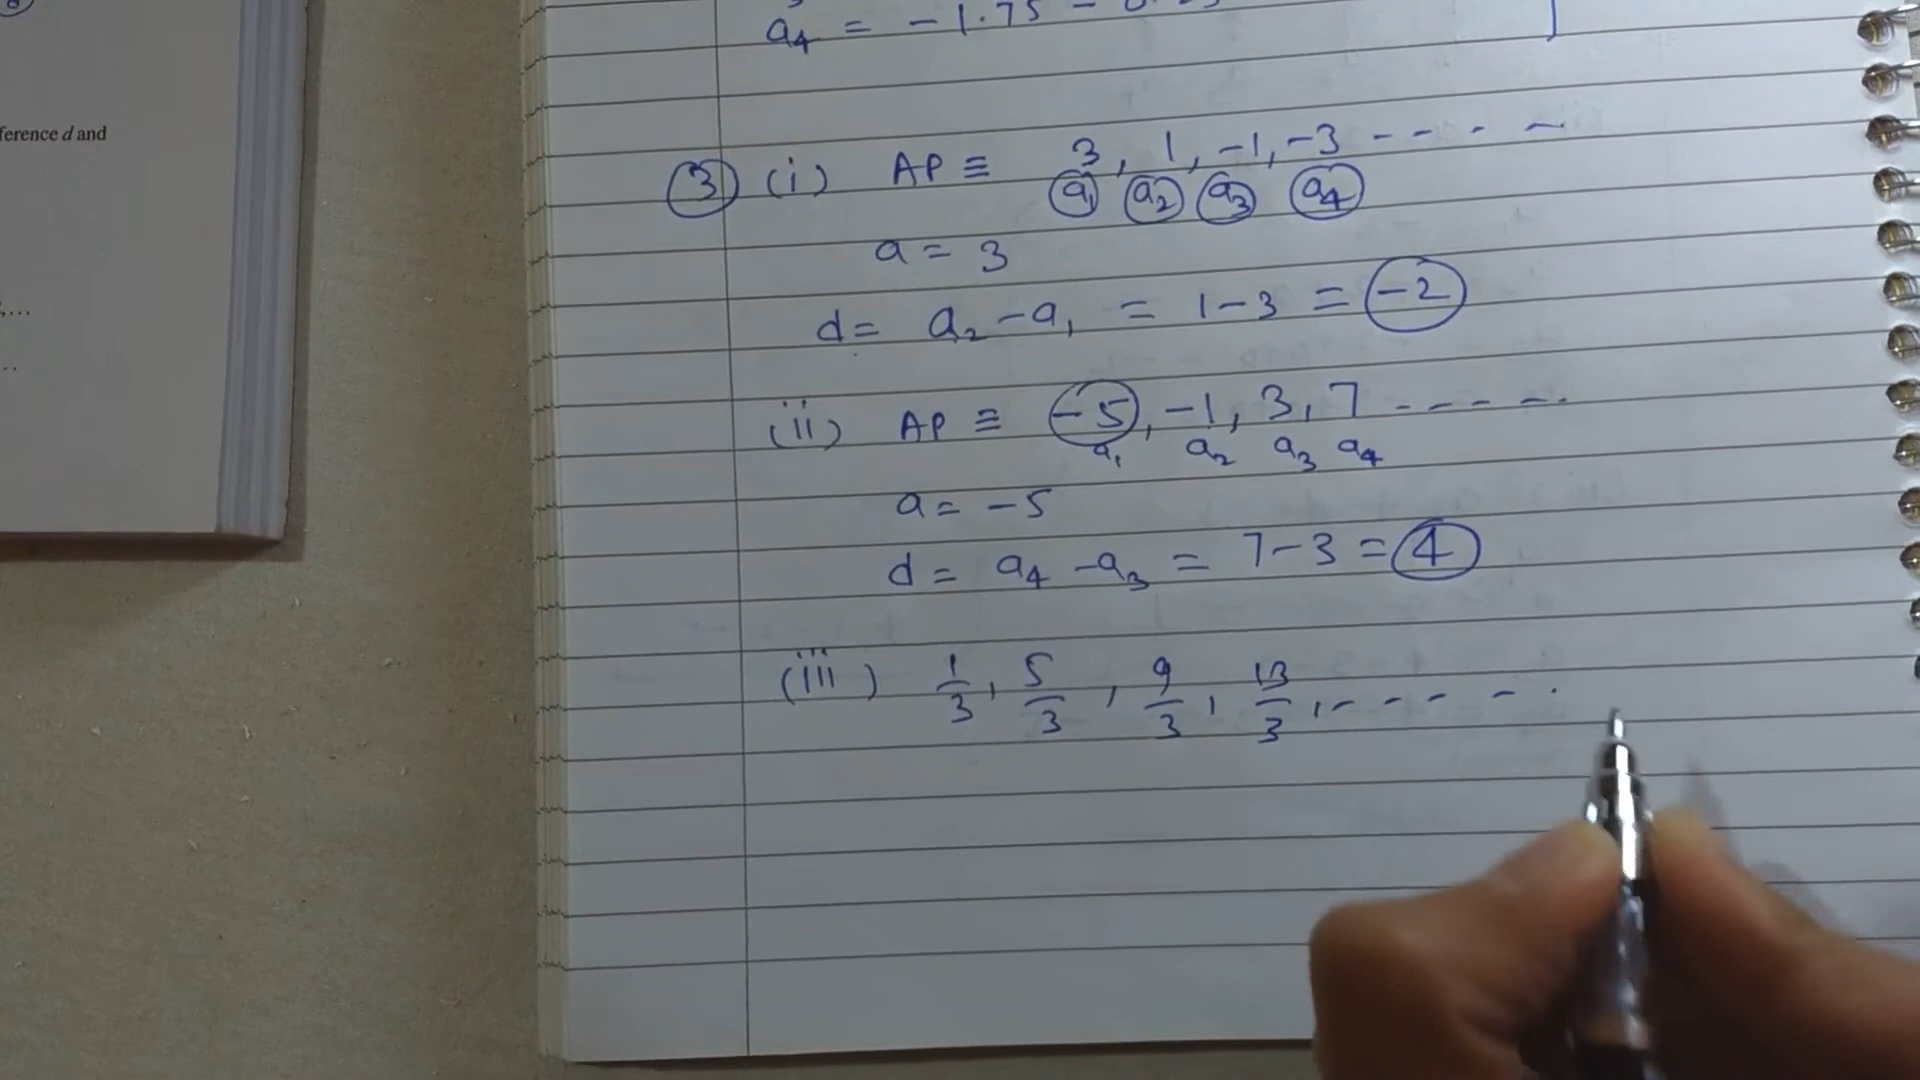 a4 = -1.75 -
ference d and
③ (i) AP ≡ 3, 1, -1, -3 - - - -
a1 a2 a3 a4
a = 3
d = a2 - a1 = 1 - 3 = -2
(ii) AP ≡ -5, -1, 3, 7 - - - - -.
a1 a2 a3 a4
a = -5
d = a4 - a3 = 7 - 3 = 4
(iii) 1/3, 5/3, 9/3, 13/3, - - - - .